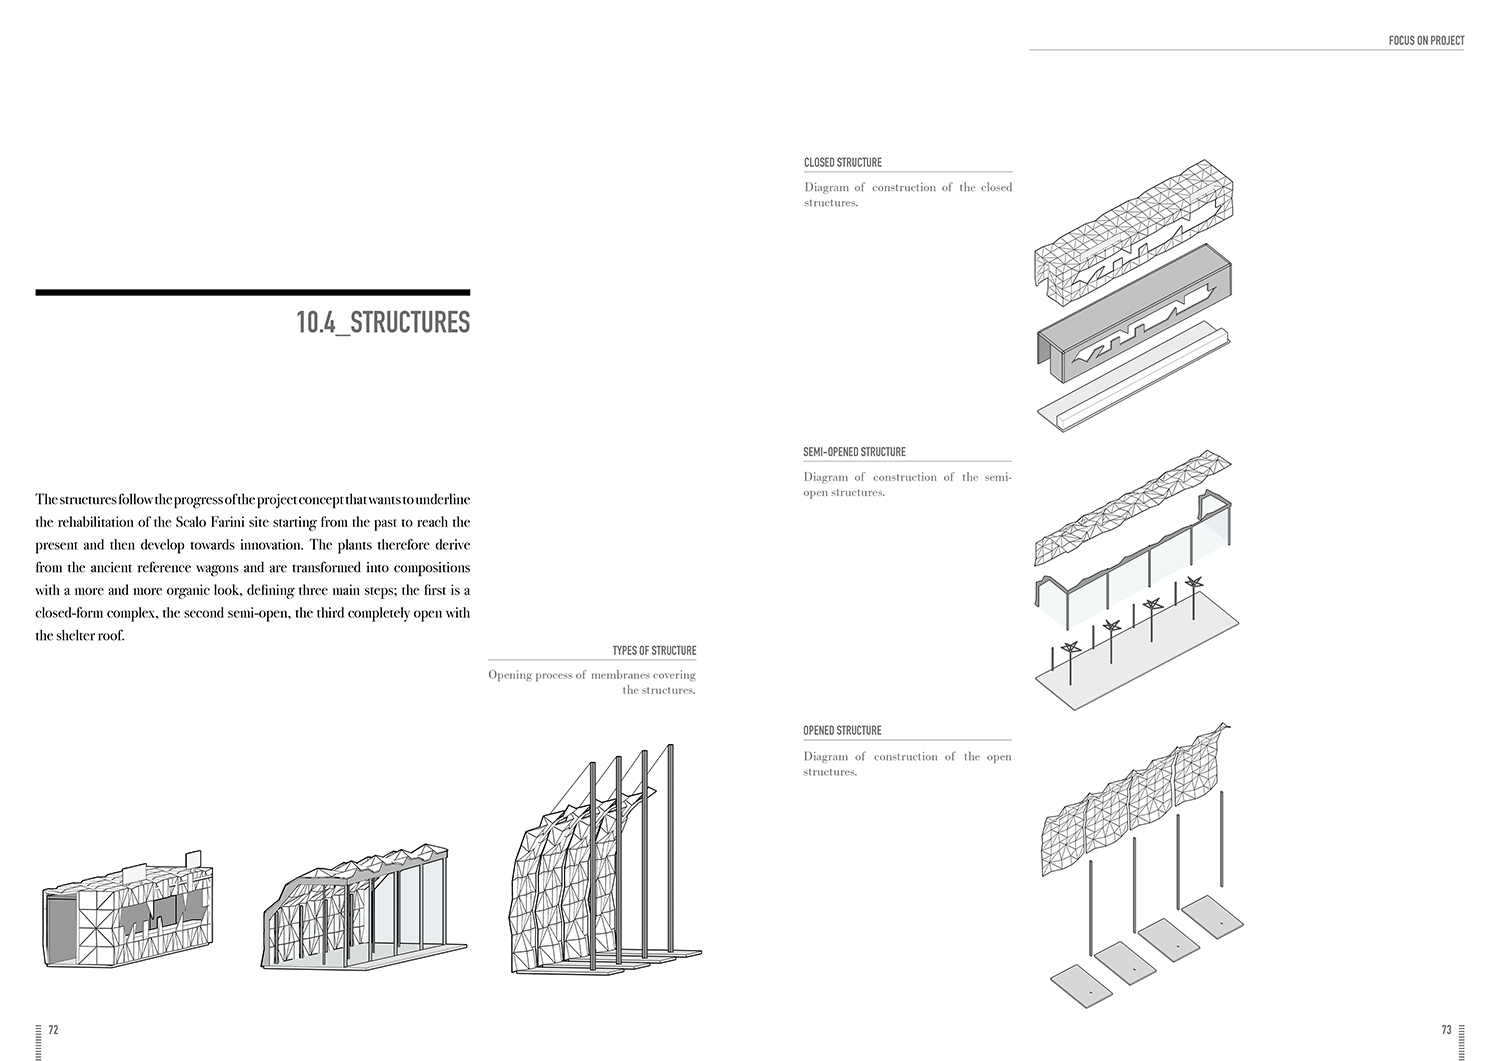 FOCUS ON PROJECT
10.4_STRUCTURES
The structures follow the progress of the project concept that wants to underline
the rehabilitation of the Scalo Farini site starting from the past to reach the
present and then develop towards innovation. The plants therefore derive
from the ancient reference wagons and are transformed into compositions
with a more and more organic look, defining three main steps; the first is a
closed-form complex, the second semi-open, the third completely open with
the shelter roof.
TYPES OF STRUCTURE
Opening process of membranes covering
the structures.
72
CLOSED STRUCTURE
Diagram of construction of the closed
structures.
SEMI-OPENED STRUCTURE
Diagram of construction of the semi-
open structures.
OPENED STRUCTURE
Diagram of construction of the open
structures.
73